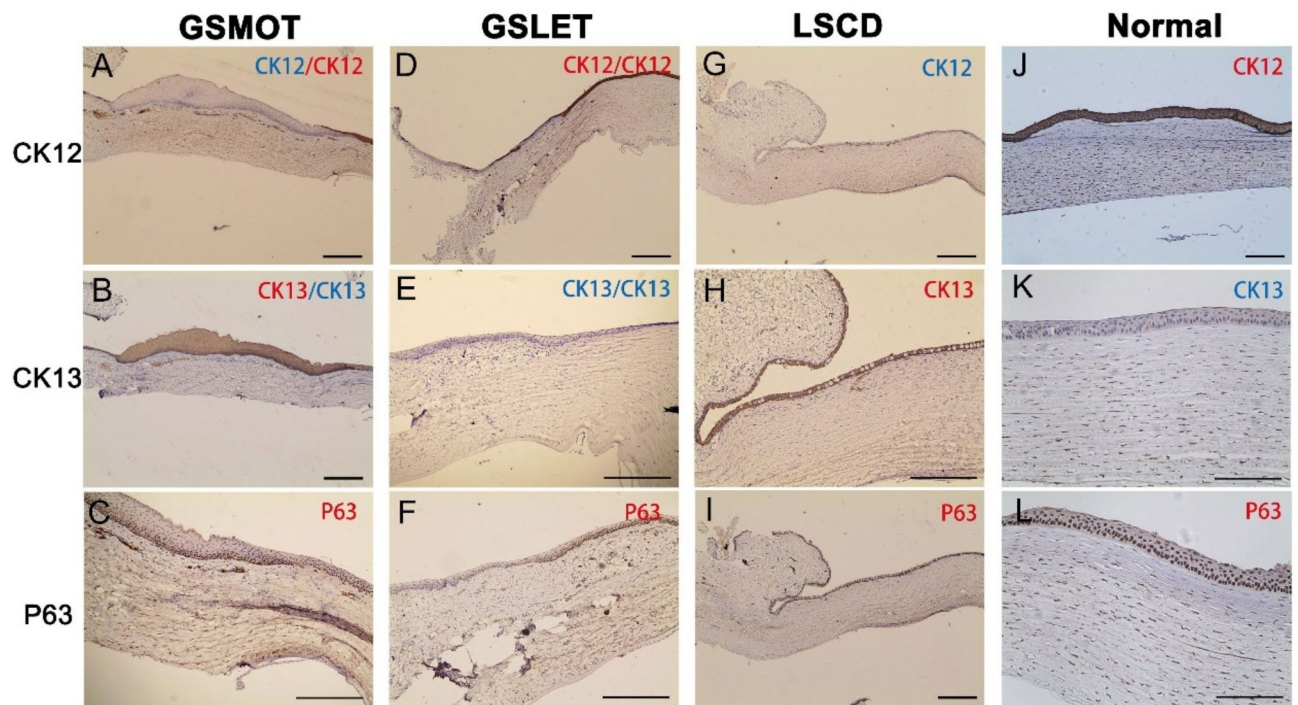 GSMOT GSLET LSCD Normal
CK12
A CK12/CK12
D CK12/CK12
G CK12
J CK12
CK13
B CK13/CK13
E CK13/CK13
H CK13
K CK13
P63
C P63
F P63
I P63
L P63